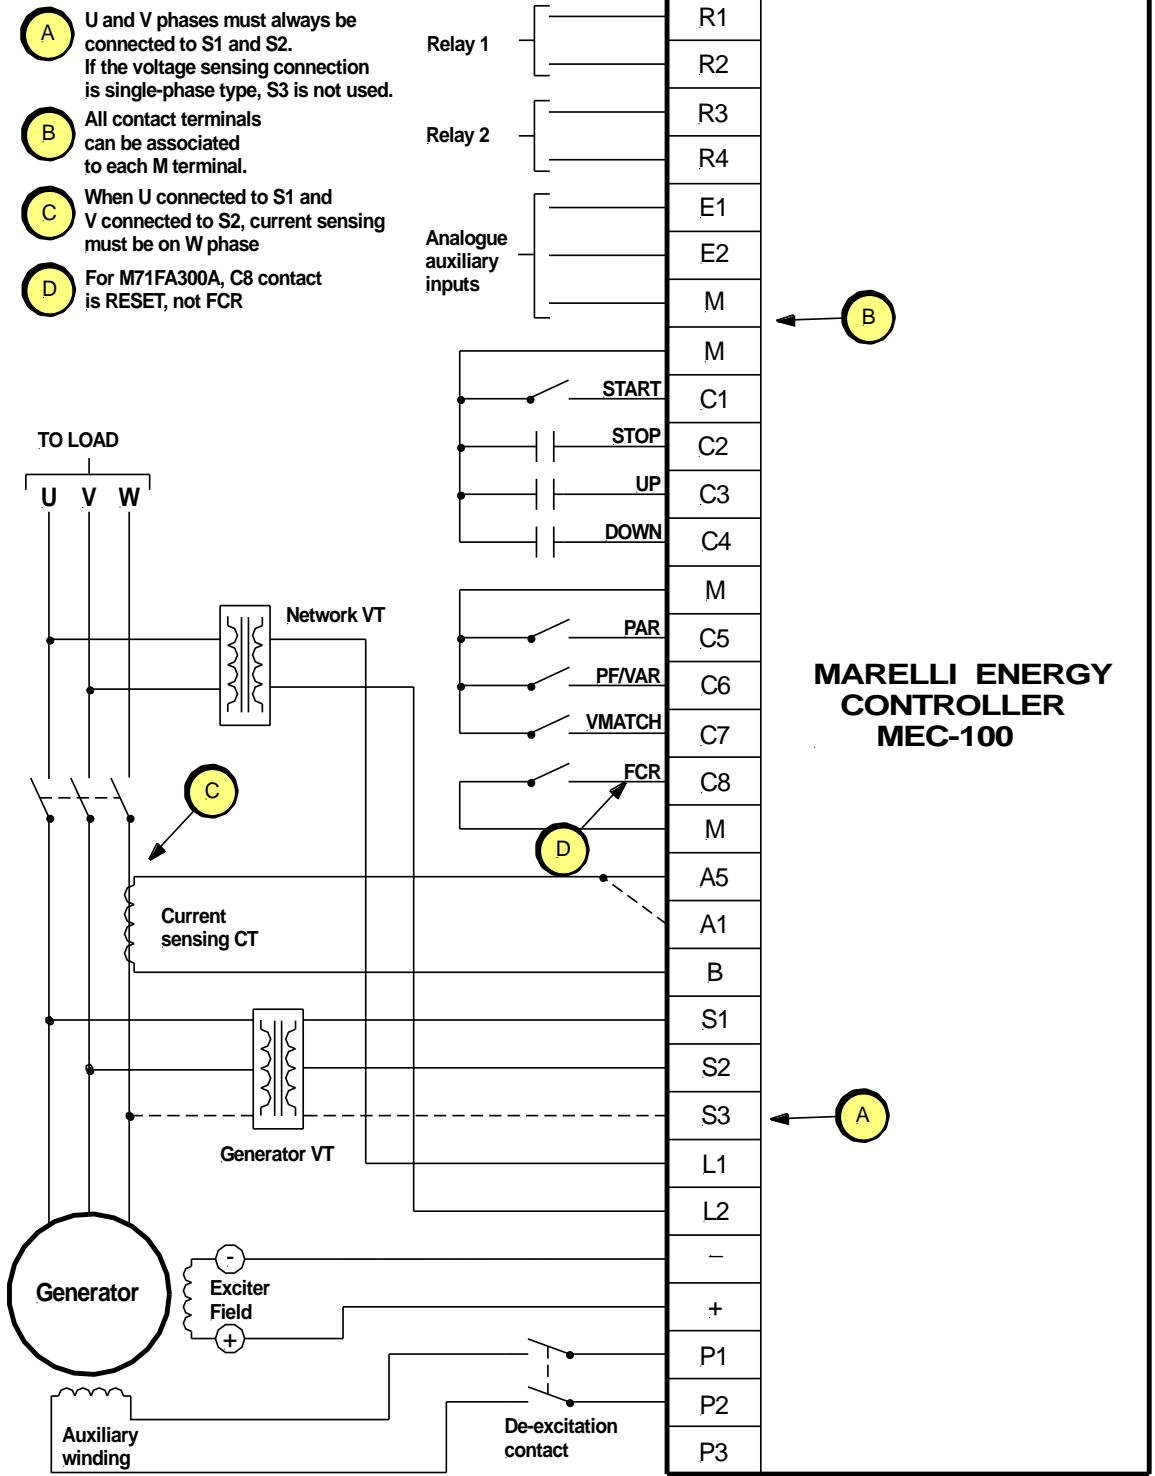 A
U and V phases must always be
connected to S1 and S2.
If the voltage sensing connection
is single-phase type, S3 is not used.
B
All contact terminals
can be associated
to each M terminal.
C
When U connected to S1 and
V connected to S2, current sensing
must be on W phase
D
For M71FA300A, C8 contact
is RESET, not FCR
Relay 1
R1
R2
Relay 2
R3
R4
Analogue
auxiliary
inputs
E1
E2
M
B
M
START
C1
STOP
C2
UP
C3
DOWN
C4
M
PAR
C5
PF/VAR
C6
VMATCH
C7
FCR
C8
D
M
A5
A1
B
S1
S2
S3
A
L1
L2
–
+
P1
P2
P3
MARELLI ENERGY
CONTROLLER
MEC-100
TO LOAD
U V W
Network VT
C
Current
sensing CT
Generator VT
Generator
-
Exciter
Field
+
Auxiliary
winding
De-excitation
contact